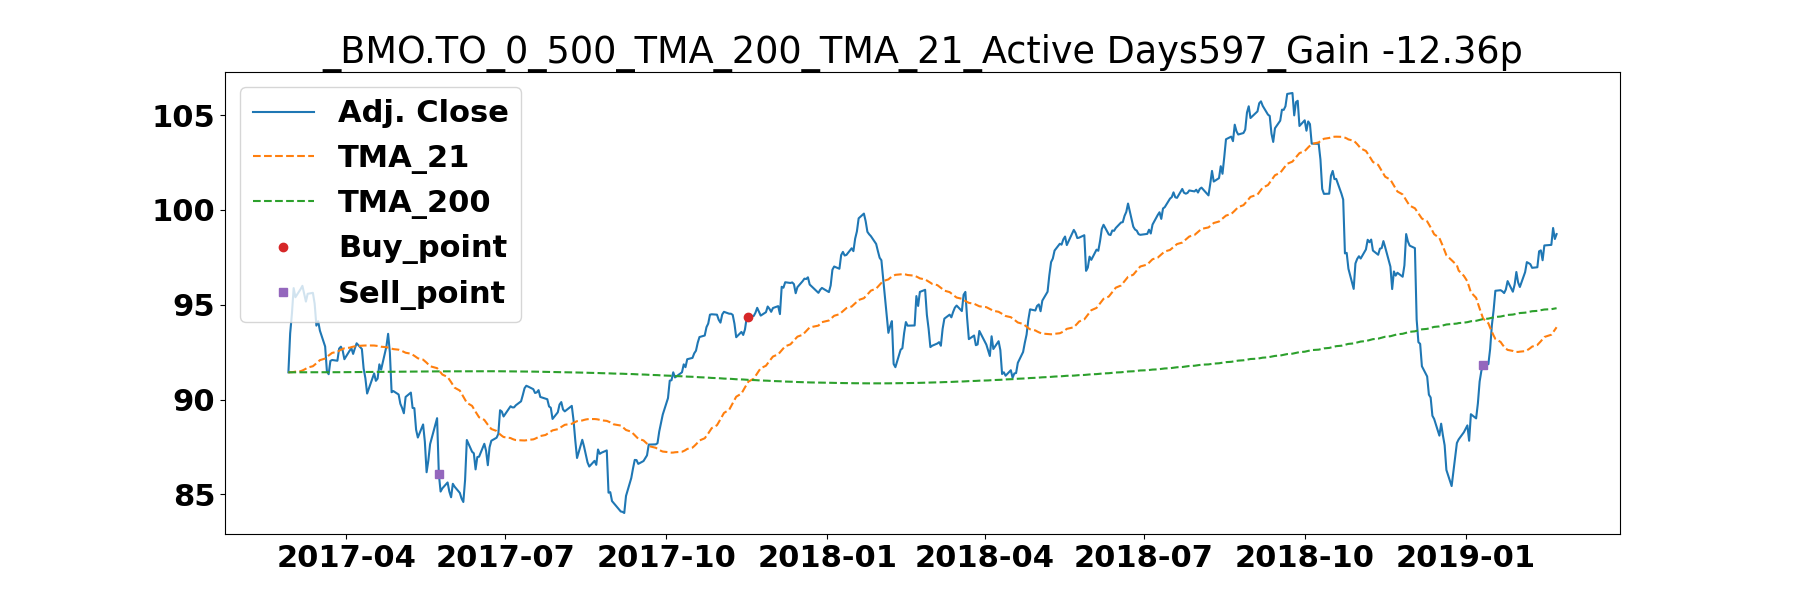 _BMO.TO_0_500_TMA_200_TMA_21_Active Days597_Gain -12.36p
Adj. Close
TMA_21
TMA_200
Buy_point
Sell_point
105
100
95
90
85
2017-04 2017-07 2017-10 2018-01 2018-04 2018-07 2018-10 2019-01